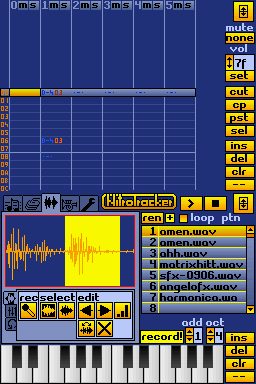 0ms 1ms 2ms 3ms 4ms 5ms
mute
none
vol
7f
set
00 D-4 03
01
02
03
04
05
06 D-4 03
07
08
09
0A
0B
0C
cut
cp
pst
sel
ins
del
clr
--
Nitrotracker
ren + loop ptn
1 amen.wav
2 amen.wav
3 ahh.wav
4 matrixhitt.wav
5 sfx-0906.wav
6 angelofx.wav
7 harmonica.wa
8
rec select edit
add oct
record! 1 4
ins
del
clr
--